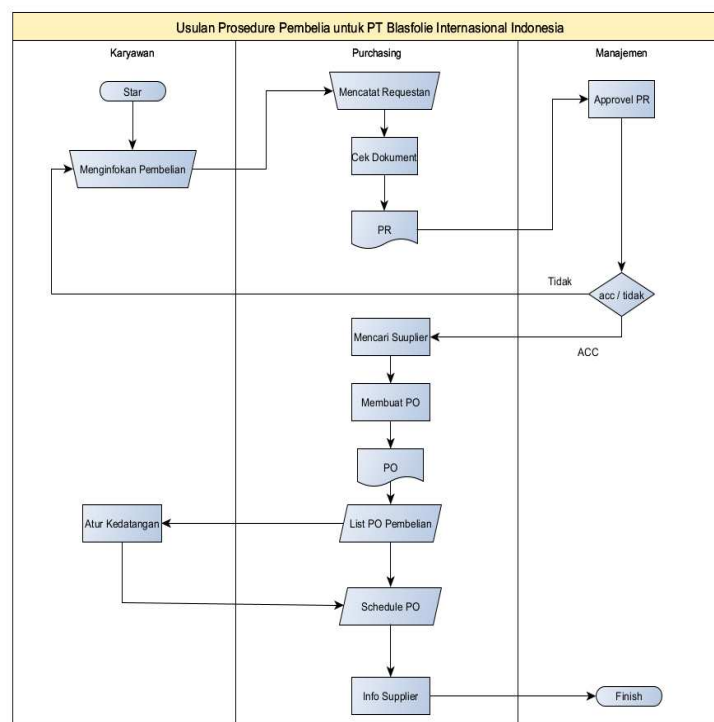 Usulan Prosedure Pembelia untuk PT Blasfolie Internasional Indonesia
Karyawan
Purchasing
Manajemen
Star
Mencatat Requestan
Approvel PR
Menginfokan Pembelian
Cek Dokument
PR
Tidak
acc / tidak
Mencari Suuplier
ACC
Membuat PO
PO
Atur Kedatangan
List PO Pembelian
Schedule PO
Info Supplier
Finish